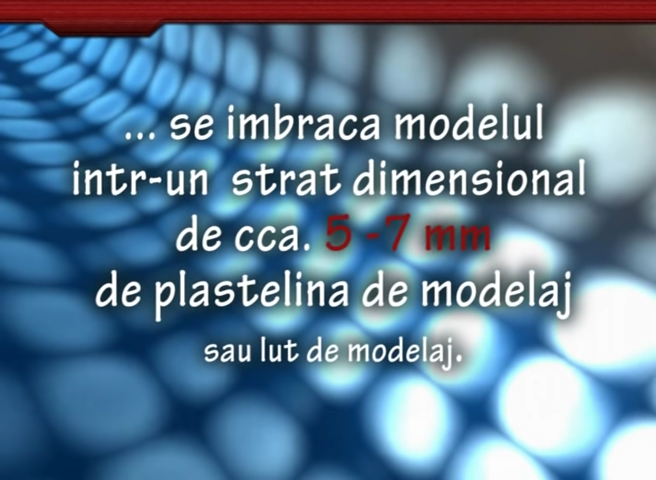 ... se imbraca modelul
intr-un strat dimensional
de cca. 5 -7 mm
de plastelina de modelaj
sau lut de modelaj.